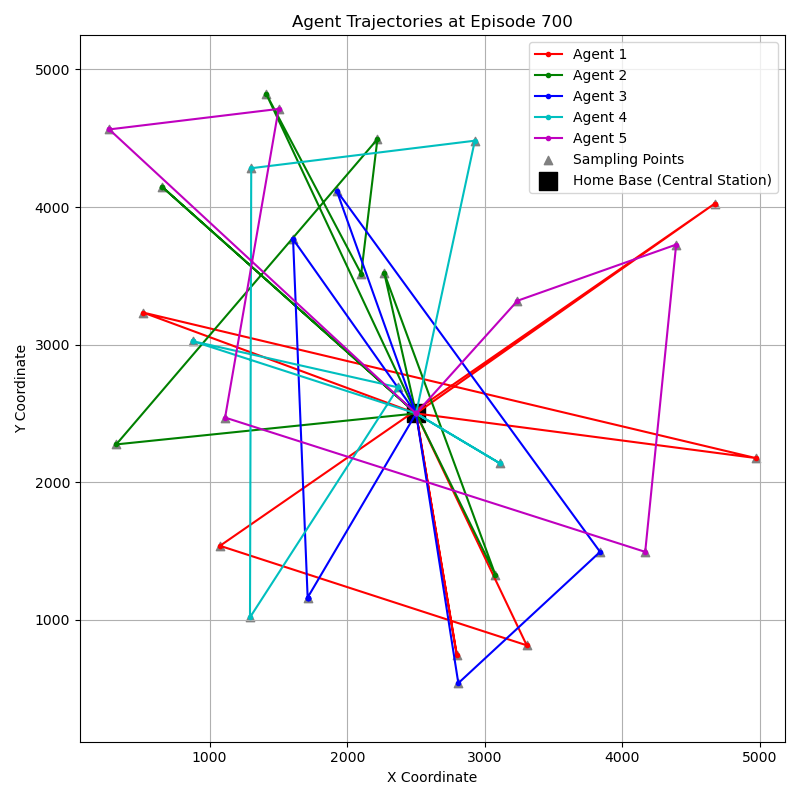 Agent Trajectories at Episode 700
Agent 1
Agent 2
Agent 3
Agent 4
Agent 5
Sampling Points
Home Base (Central Station)
Y Coordinate
5000
4000
3000
2000
1000
1000 2000 3000 4000 5000
X Coordinate